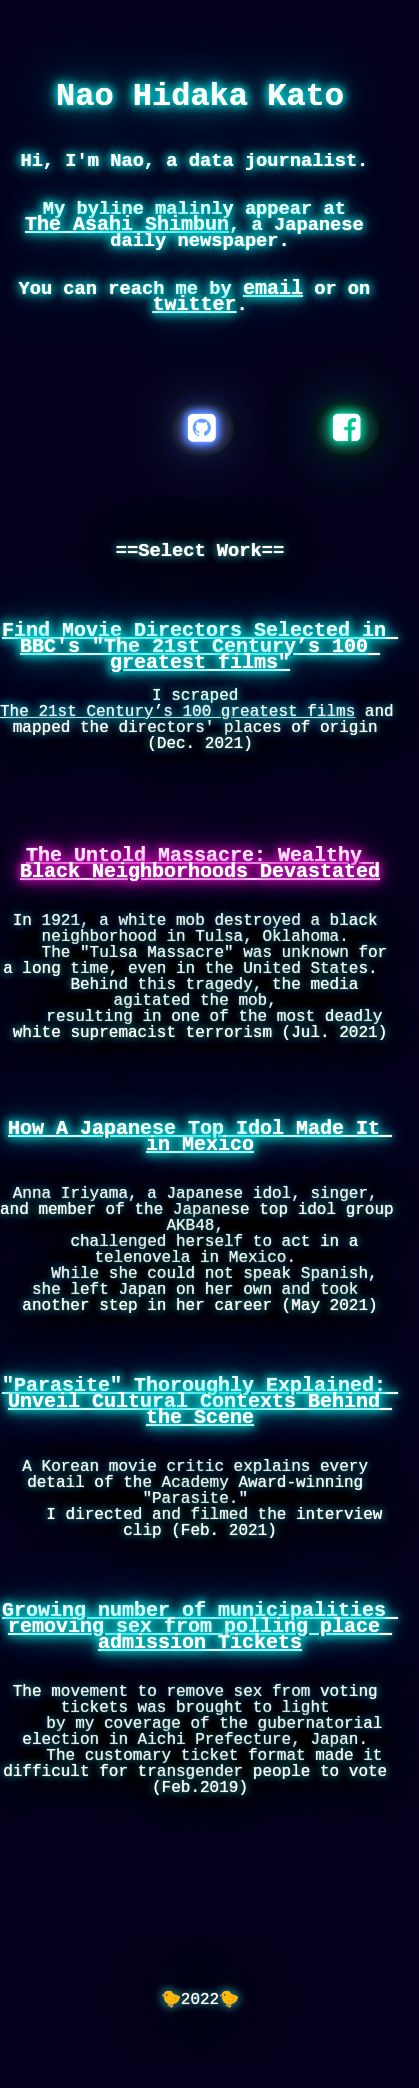 Nao Hidaka Kato
Hi, I'm Nao, a data journalist.
My byline malinly appear at
The Asahi Shimbun, a Japanese
daily newspaper.
You can reach me by email or on
twitter.
==Select Work==
Find Movie Directors Selected in
BBC's "The 21st Century’s 100
greatest films"
I scraped
The 21st Century’s 100 greatest films and
mapped the directors' places of origin
(Dec. 2021)
The Untold Massacre: Wealthy
Black Neighborhoods Devastated
In 1921, a white mob destroyed a black
neighborhood in Tulsa, Oklahoma.
The "Tulsa Massacre" was unknown for
a long time, even in the United States.
Behind this tragedy, the media
agitated the mob,
resulting in one of the most deadly
white supremacist terrorism (Jul. 2021)
How A Japanese Top Idol Made It
in Mexico
Anna Iriyama, a Japanese idol, singer,
and member of the Japanese top idol group
AKB48,
challenged herself to act in a
telenovela in Mexico.
While she could not speak Spanish,
she left Japan on her own and took
another step in her career (May 2021)
"Parasite" Thoroughly Explained:
Unveil Cultural Contexts Behind
the Scene
A Korean movie critic explains every
detail of the Academy Award-winning
"Parasite."
I directed and filmed the interview
clip (Feb. 2021)
Growing number of municipalities
removing sex from polling place
admission Tickets
The movement to remove sex from voting
tickets was brought to light
by my coverage of the gubernatorial
election in Aichi Prefecture, Japan.
The customary ticket format made it
difficult for transgender people to vote
(Feb.2019)
🐤2022🐤